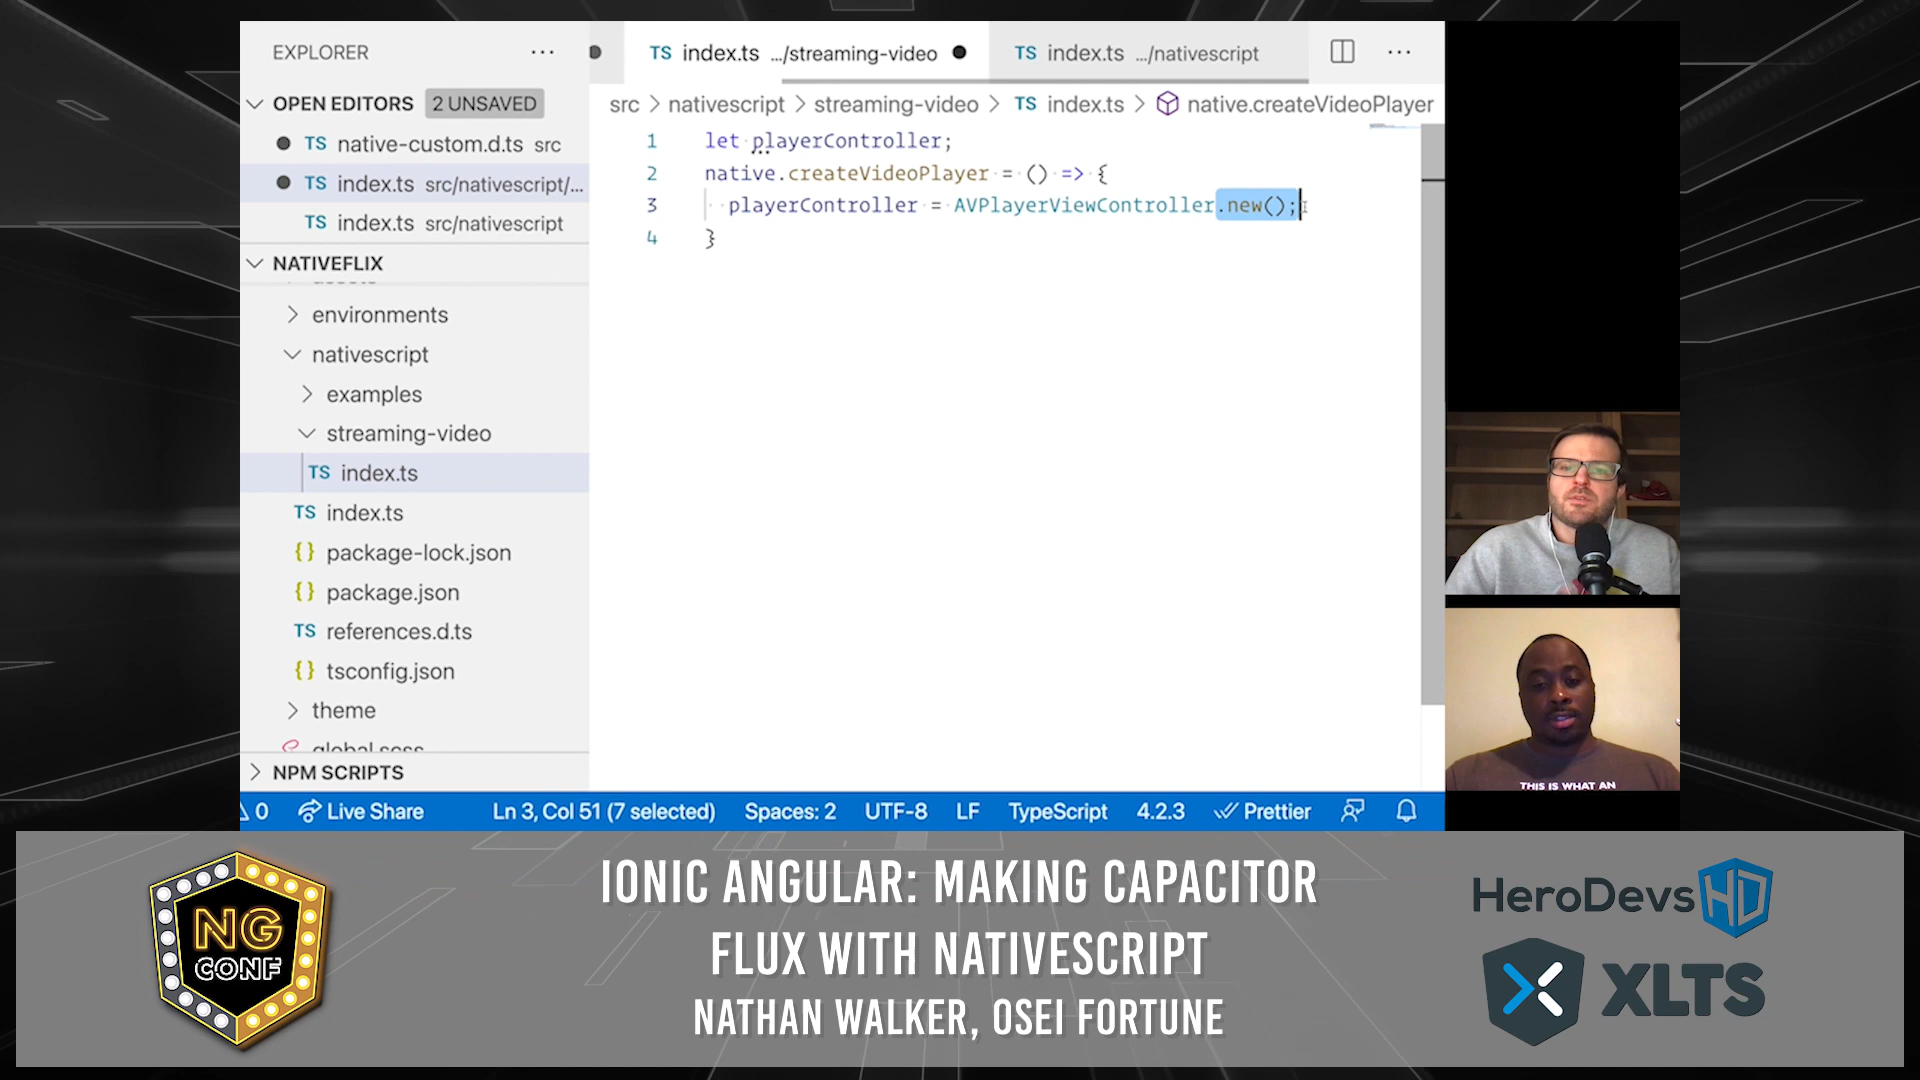 EXPLORER
OPEN EDITORS 2 UNSAVED
TS native-custom.d.ts src
TS index.ts src/nativescript/...
TS index.ts src/nativescript
NATIVEFLIX
environments
nativescript
examples
streaming-video
TS index.ts
TS index.ts
{} package-lock.json
{} package.json
TS references.d.ts
{} tsconfig.json
theme
global.scss
NPM SCRIPTS
TS index.ts .../streaming-video
TS index.ts .../nativescript
src > nativescript > streaming-video > TS index.ts > native.createVideoPlayer
1 let playerController;
2 native.createVideoPlayer = () => {
3 playerController = AVPlayerViewController.new();
4 }
0 Live Share Ln 3, Col 51 (7 selected) Spaces: 2 UTF-8 LF TypeScript 4.2.3 Prettier
THIS IS WHAT AN
NG
CONF
IONIC ANGULAR: MAKING CAPACITOR
FLUX WITH NATIVESCRIPT
NATHAN WALKER, OSEI FORTUNE
HeroDevs HD
XLTS